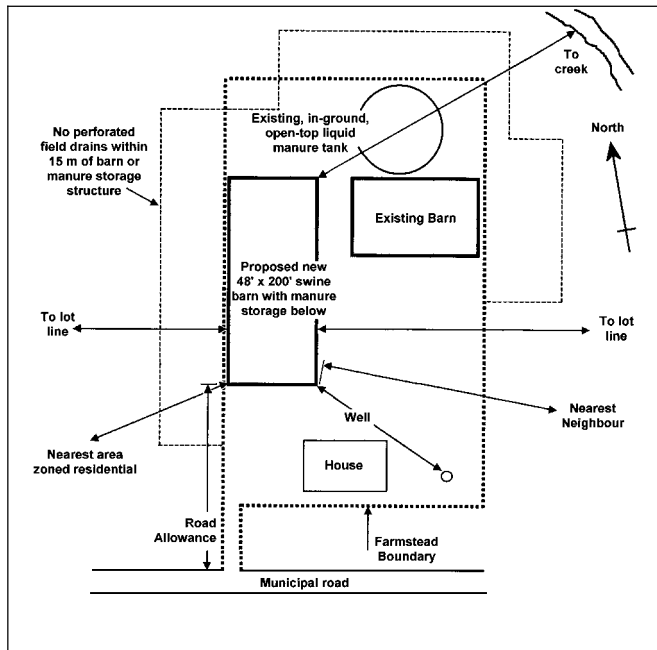 To
creek
North
Existing, in-ground,
open-top liquid
manure tank
No perforated
field drains within
15 m of barn or
manure storage
structure
Existing Barn
Proposed new
48' x 200' swine
barn with manure
storage below
To lot
line
To lot
line
Well
Nearest
Neighbour
Nearest area
zoned residential
House
Road
Allowance
Farmstead
Boundary
Municipal road